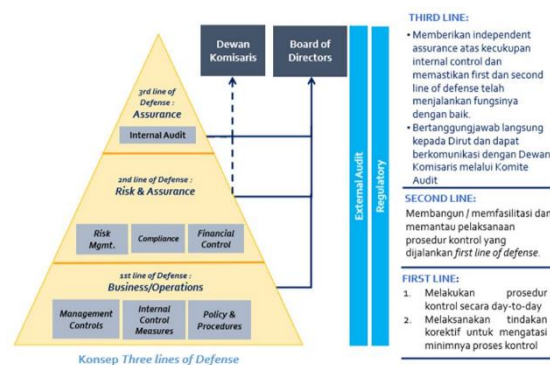 Dewan
Komisaris
Board of
Directors
3rd line of
Defense :
Assurance
Internal Audit
2nd line of Defense :
Risk & Assurance
Risk
Mgmt.
Compliance
Financial
Control
1st line of Defense :
Business/Operations
Management
Controls
Internal
Control
Measures
Policy &
Procedures
Konsep Three lines of Defense
External Audit
Regulatory
THIRD LINE:
• Memberikan independent
assurance atas kecukupan
internal control dan
memastikan first dan second
line of defense telah
menjalankan fungsinya
dengan baik.
• Bertanggungjawab langsung
kepada Dirut dan dapat
berkomunikasi dengan Dewan
Komisaris melalui Komite
Audit
SECOND LINE:
Membangun / memfasilitasi dan
memantau pelaksanaan
prosedur kontrol yang
dijalankan first line of defense.
FIRST LINE:
1. Melakukan prosedur
kontrol secara day-to-day
2. Melaksanakan tindakan
korektif untuk mengatasi
minimnya proses kontrol